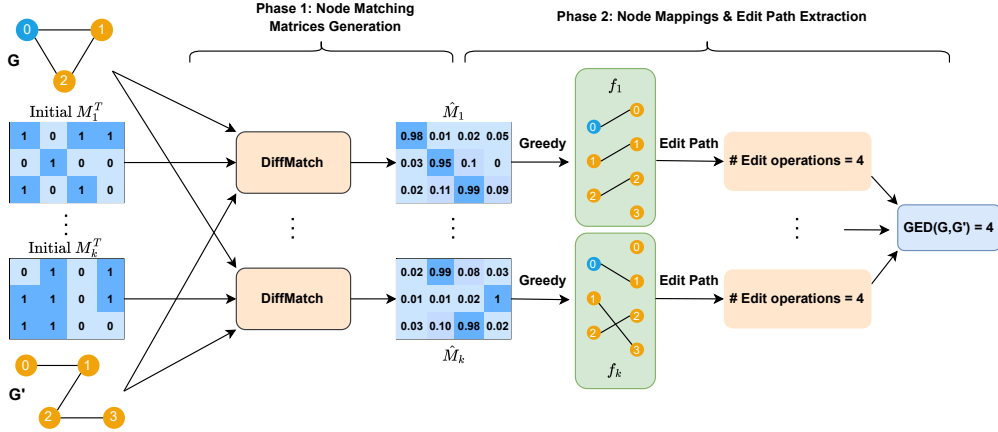 Phase 1: Node Matching
Matrices Generation
Phase 2: Node Mappings & Edit Path Extraction
0 1
2
G
Initial $M_1^T$
1 0 1 1
0 1 0 0
1 0 1 0
DiffMatch
$\hat{M}_1$
0.98 0.01 0.02 0.05
0.03 0.95 0.1 0
0.02 0.11 0.99 0.09
Greedy
$f_1$
0
0
1
1
2
2
3
Edit Path
# Edit operations = 4
GED(G,G') = 4
Initial $M_k^T$
0 1 0 1
1 1 0 1
1 1 0 0
DiffMatch
0.02 0.99 0.08 0.03
0.01 0.01 0.02 1
0.03 0.10 0.98 0.02
$\hat{M}_k$
Greedy
0
0
1
1
2
2
3
$f_k$
Edit Path
# Edit operations = 4
0 1
G'
2 3